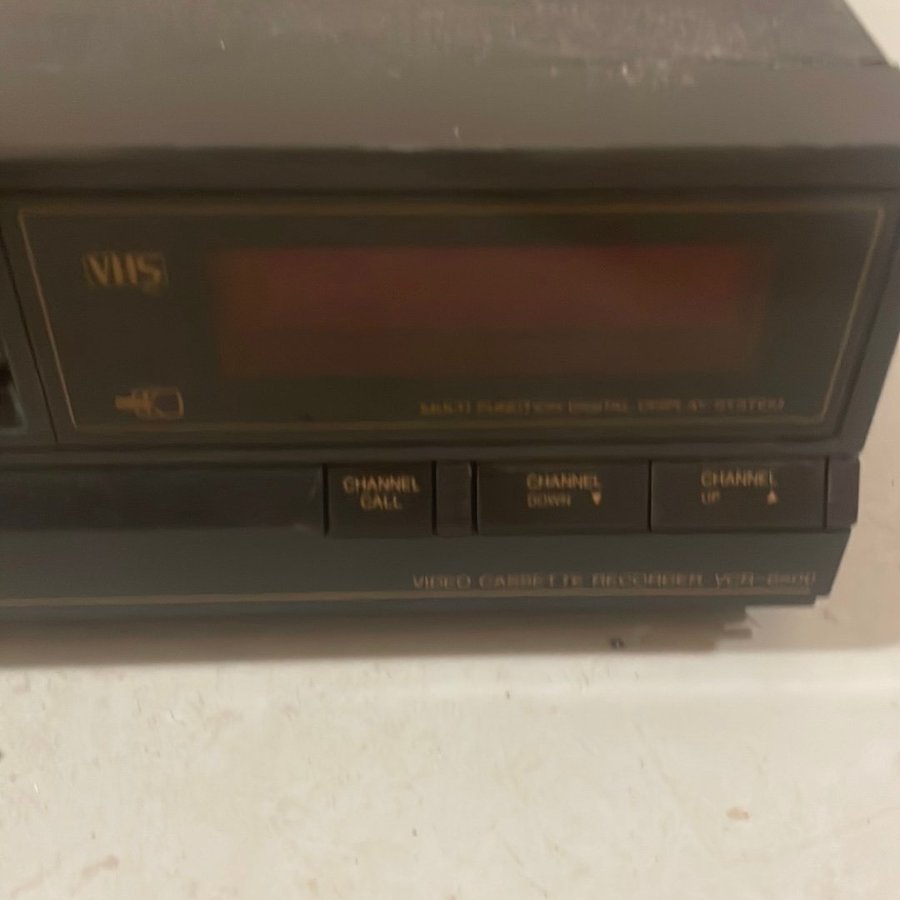 VHS
MULTI FUNCTION DIGITAL DISPLAY SYSTEM
CHANNEL
CALL
CHANNEL
DOWN ▼
CHANNEL
UP ▲
VIDEO CASSETTE RECORDER